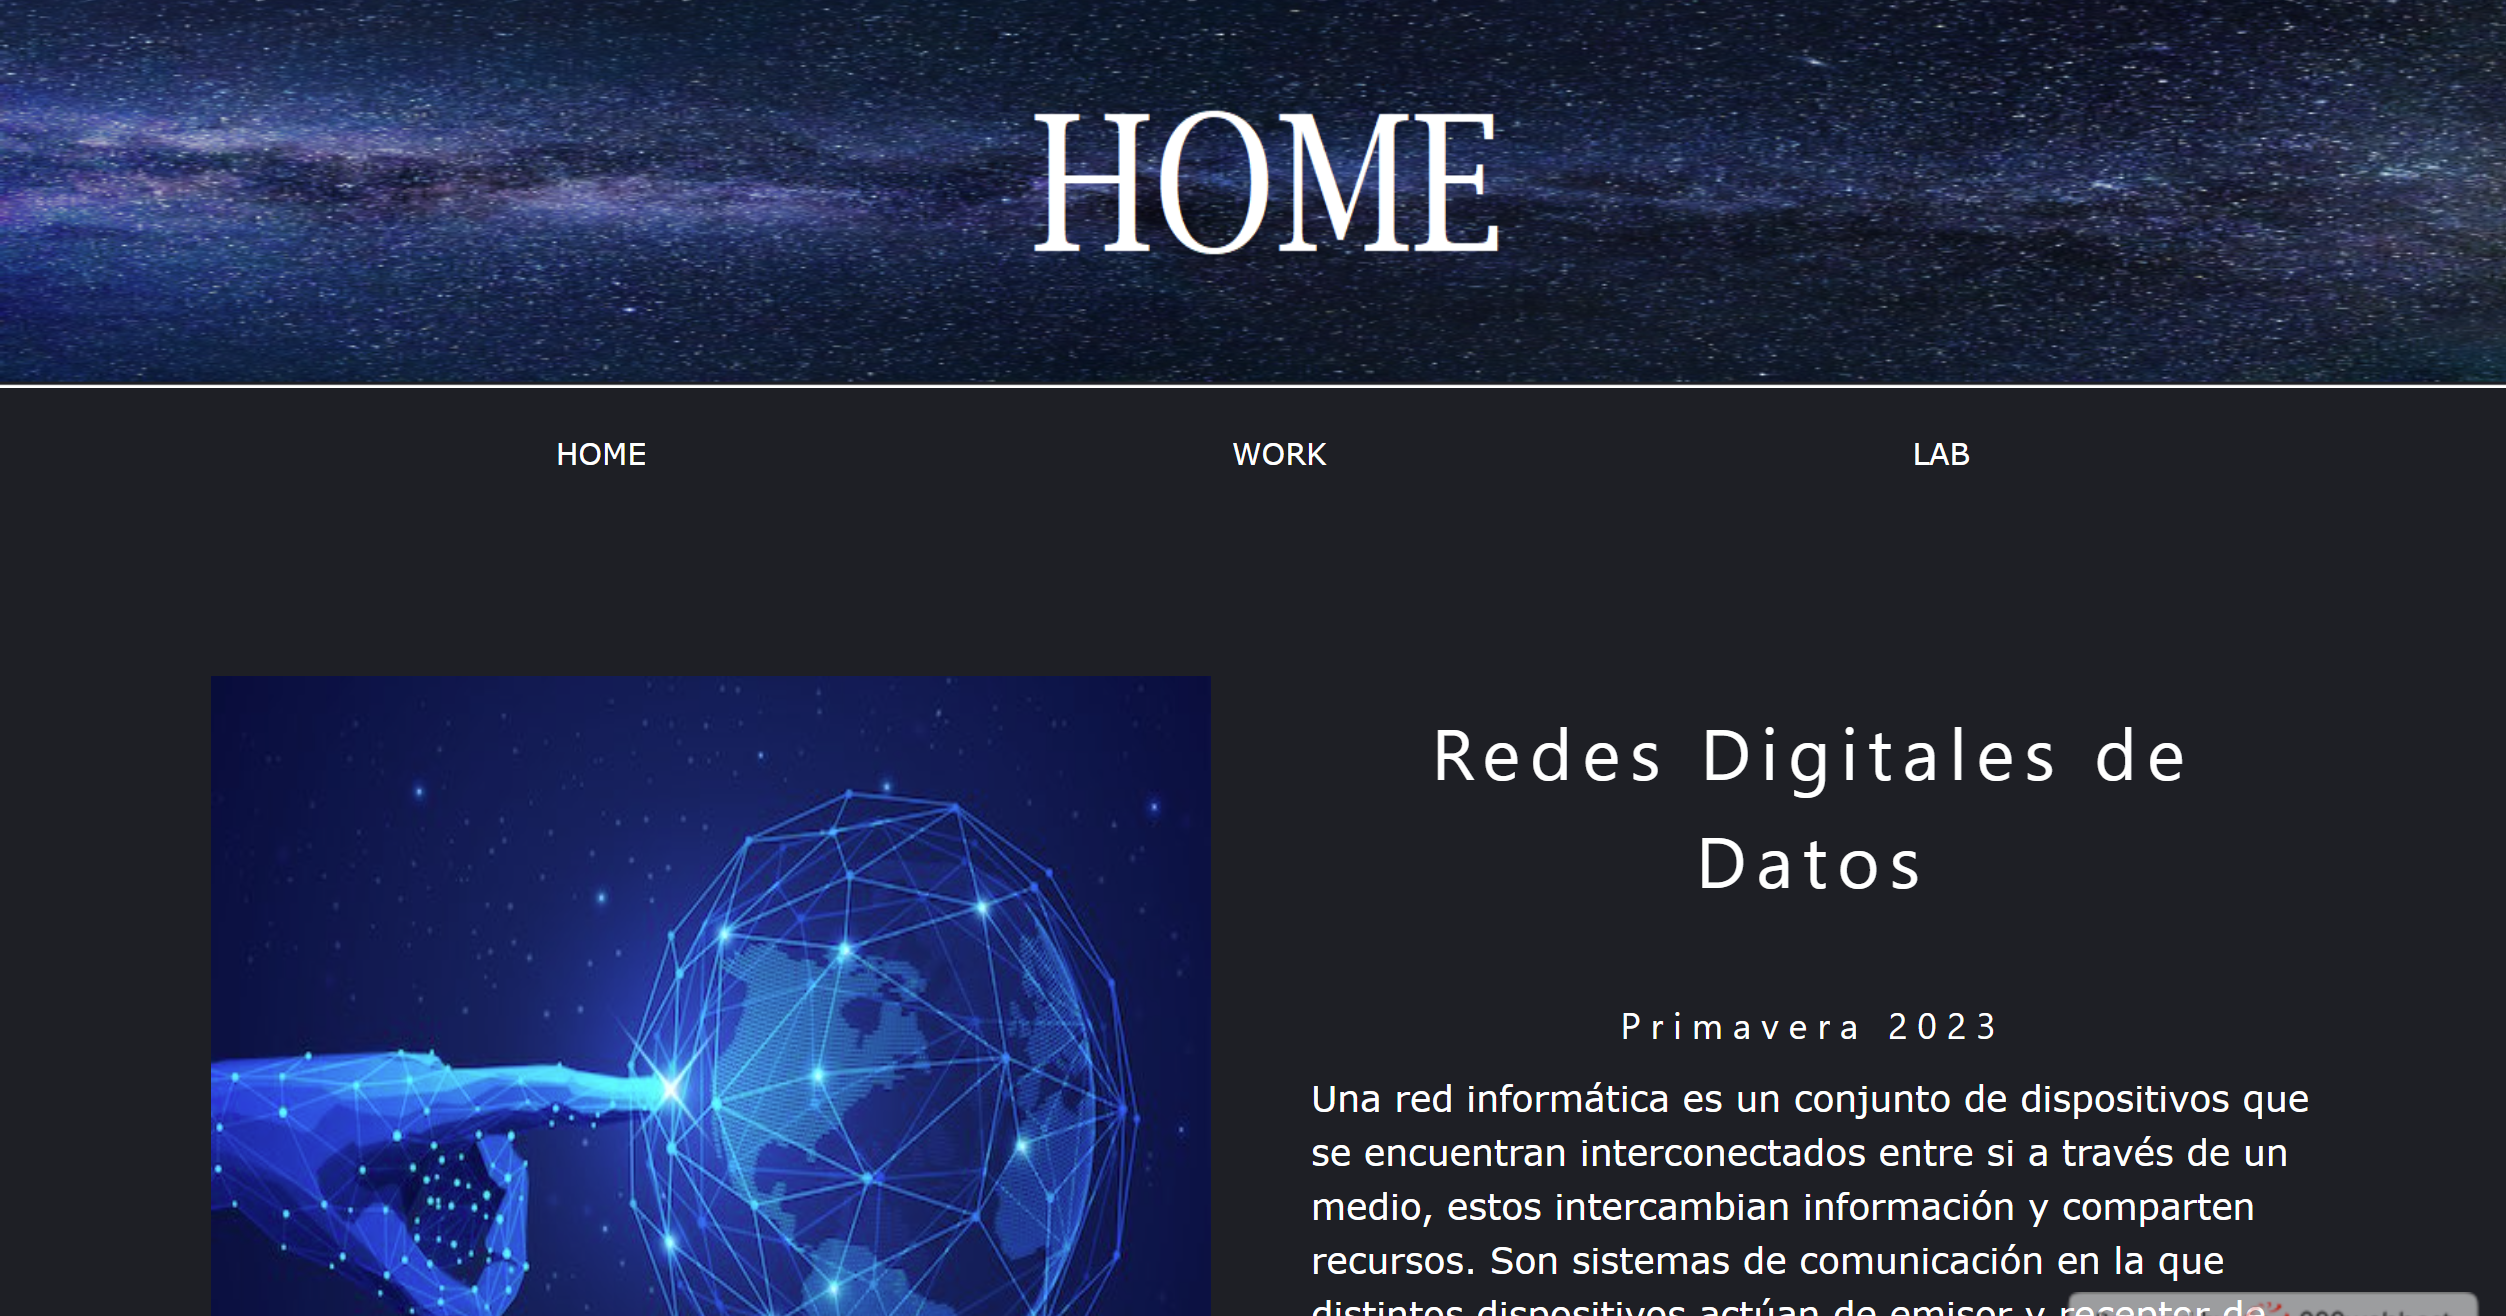 HOME
HOME WORK LAB
Redes Digitales de
Datos
Primavera 2023
Una red informática es un conjunto de dispositivos que
se encuentran interconectados entre si a través de un
medio, estos intercambian información y comparten
recursos. Son sistemas de comunicación en la que
distintos dispositivos actúan de emisor y receptor de